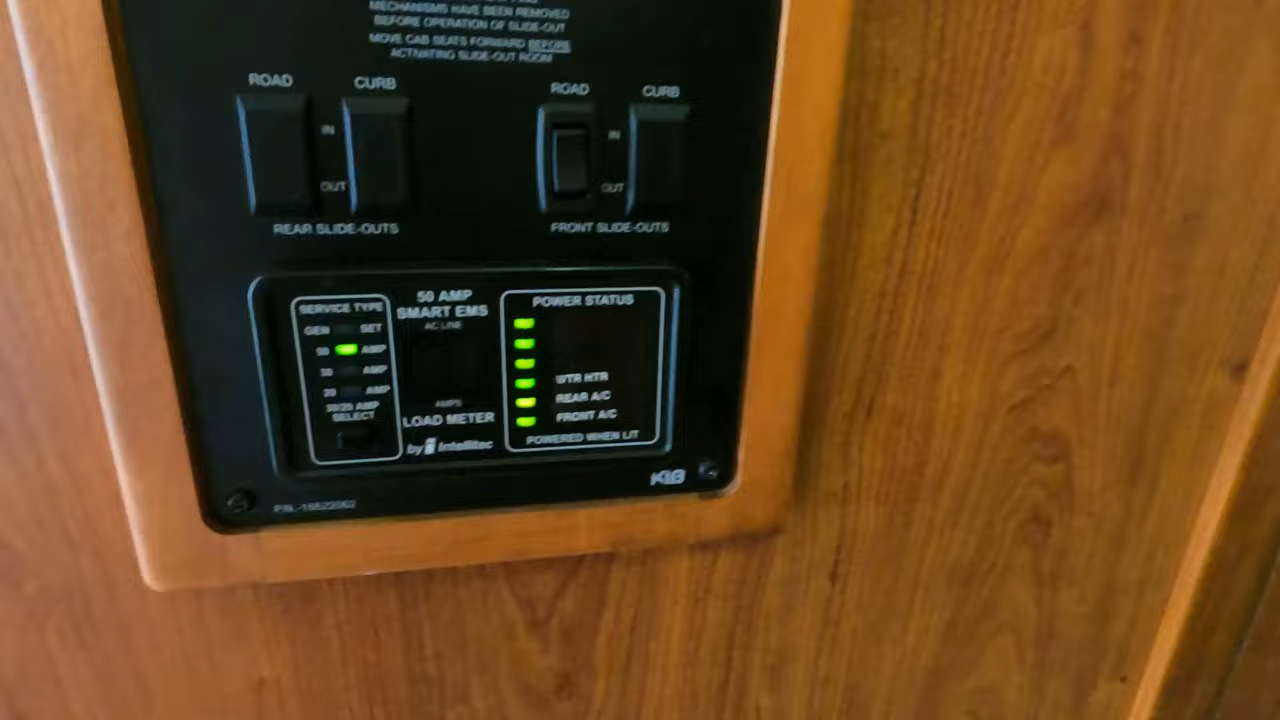 MECHANISMS HAVE BEEN REMOVED
BEFORE OPERATION OF SLIDE-OUT
MOVE CAB SEATS FORWARD BEFORE
ACTIVATING SLIDE-OUT ROOM
ROAD CURB ROAD CURB
IN IN
OUT OUT
REAR SLIDE-OUTS FRONT SLIDE-OUTS
SERVICE TYPE
GEN SET
50 AMP
30 AMP
20 AMP
30/20 AMP
SELECT
50 AMP
SMART EMS
AC LINE
AMPS
LOAD METER
by Intellitec
POWER STATUS
WTR HTR
REAR A/C
FRONT A/C
POWERED WHEN LIT
KIB